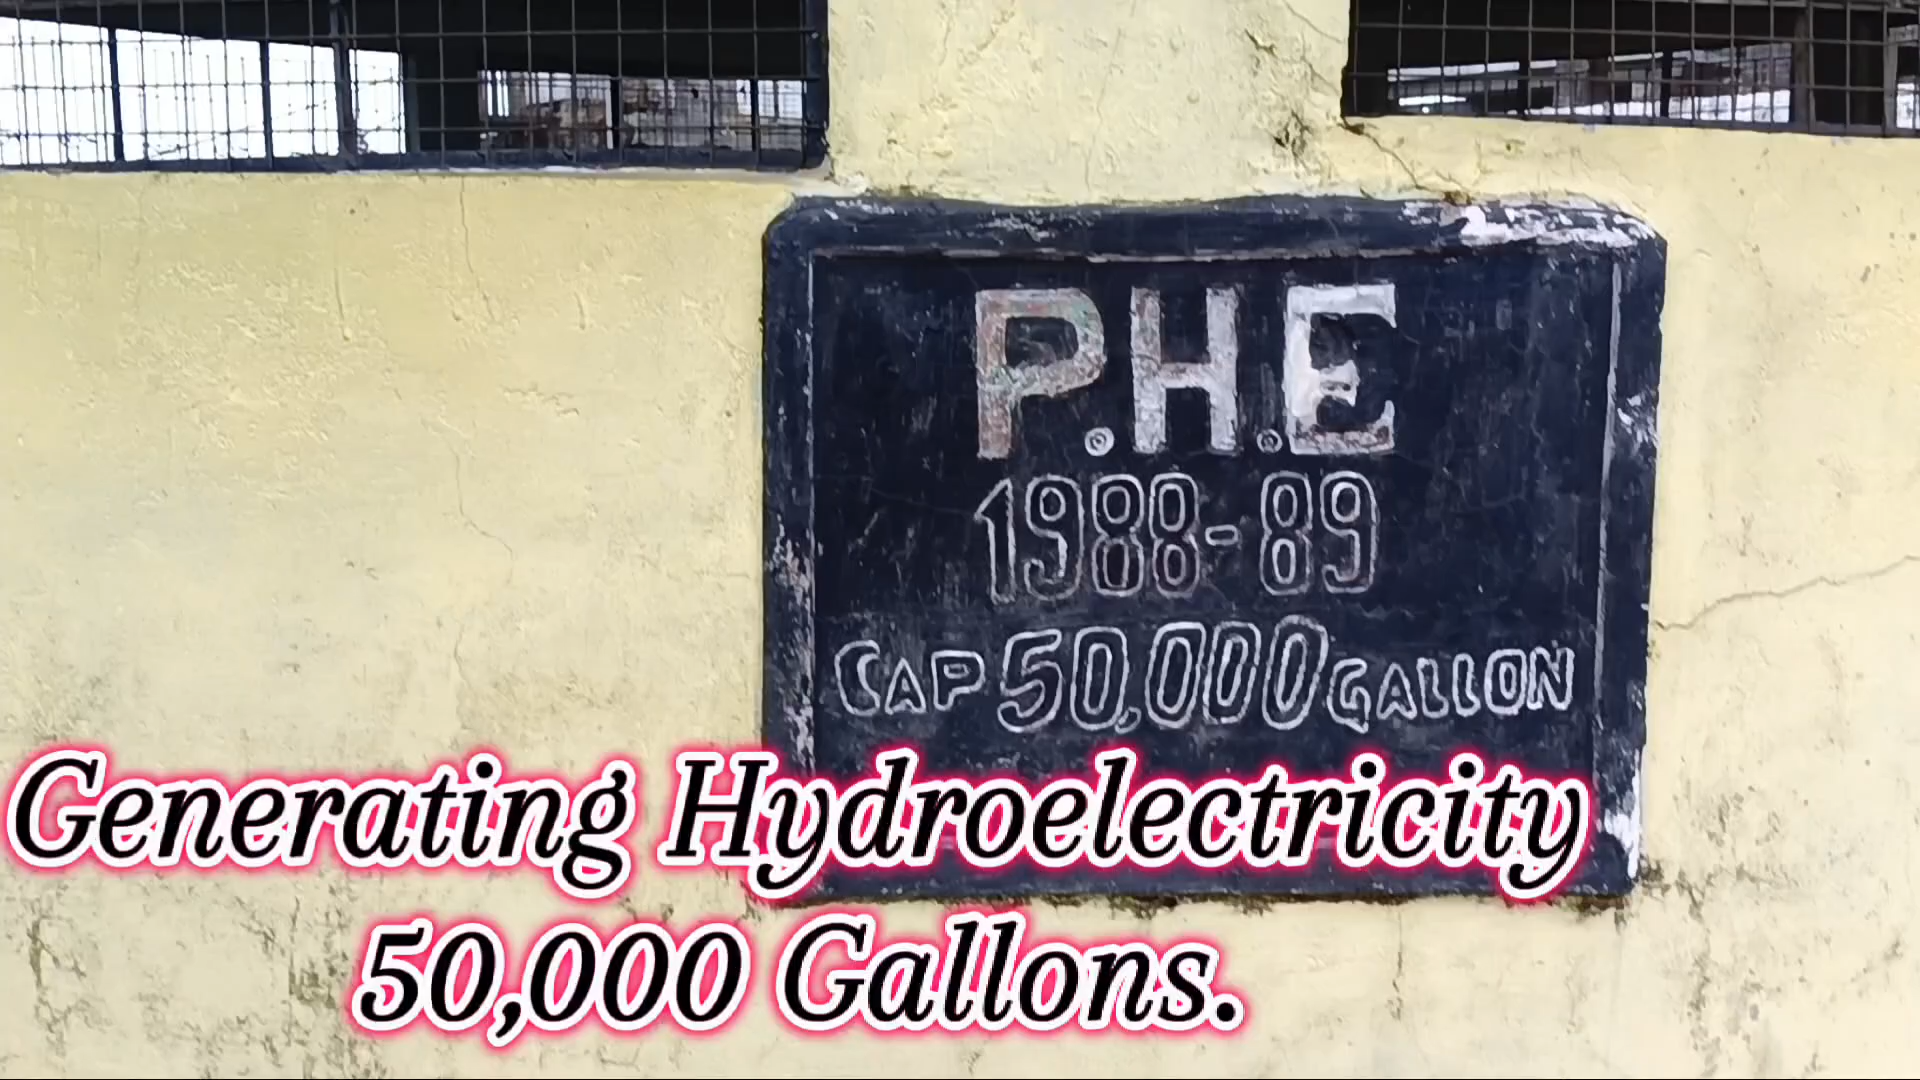 P.H.E
1988-89
CAP 50,000 GALLON
Generating Hydroelectricity
50,000 Gallons.